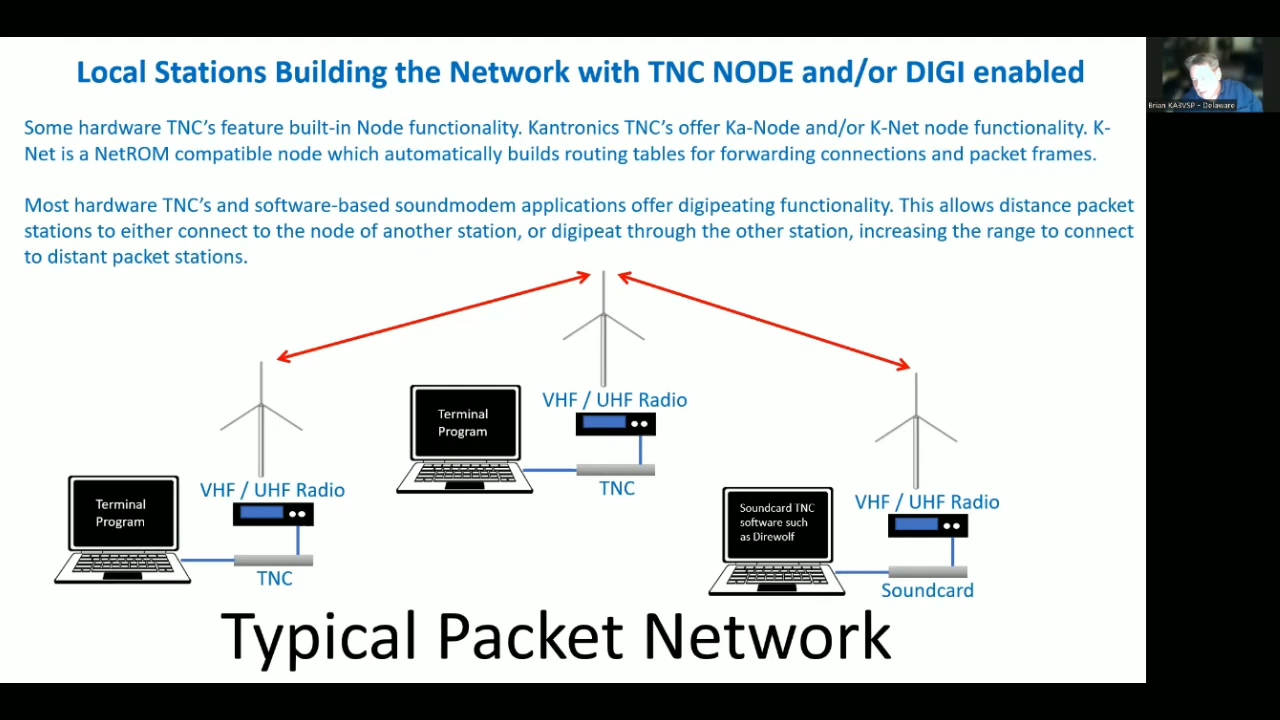 Local Stations Building the Network with TNC NODE and/or DIGI enabled
Brian KA3VSP - Delaware
Some hardware TNC's feature built-in Node functionality. Kantronics TNC's offer Ka-Node and/or K-Net node functionality. K-
Net is a NetROM compatible node which automatically builds routing tables for forwarding connections and packet frames.
Most hardware TNC's and software-based soundmodem applications offer digipeating functionality. This allows distance packet
stations to either connect to the node of another station, or digipeat through the other station, increasing the range to connect
to distant packet stations.
Terminal
Program
VHF / UHF Radio
TNC
Terminal
Program
VHF / UHF Radio
TNC
Soundcard TNC
software such
as Direwolf
VHF / UHF Radio
Soundcard
Typical Packet Network